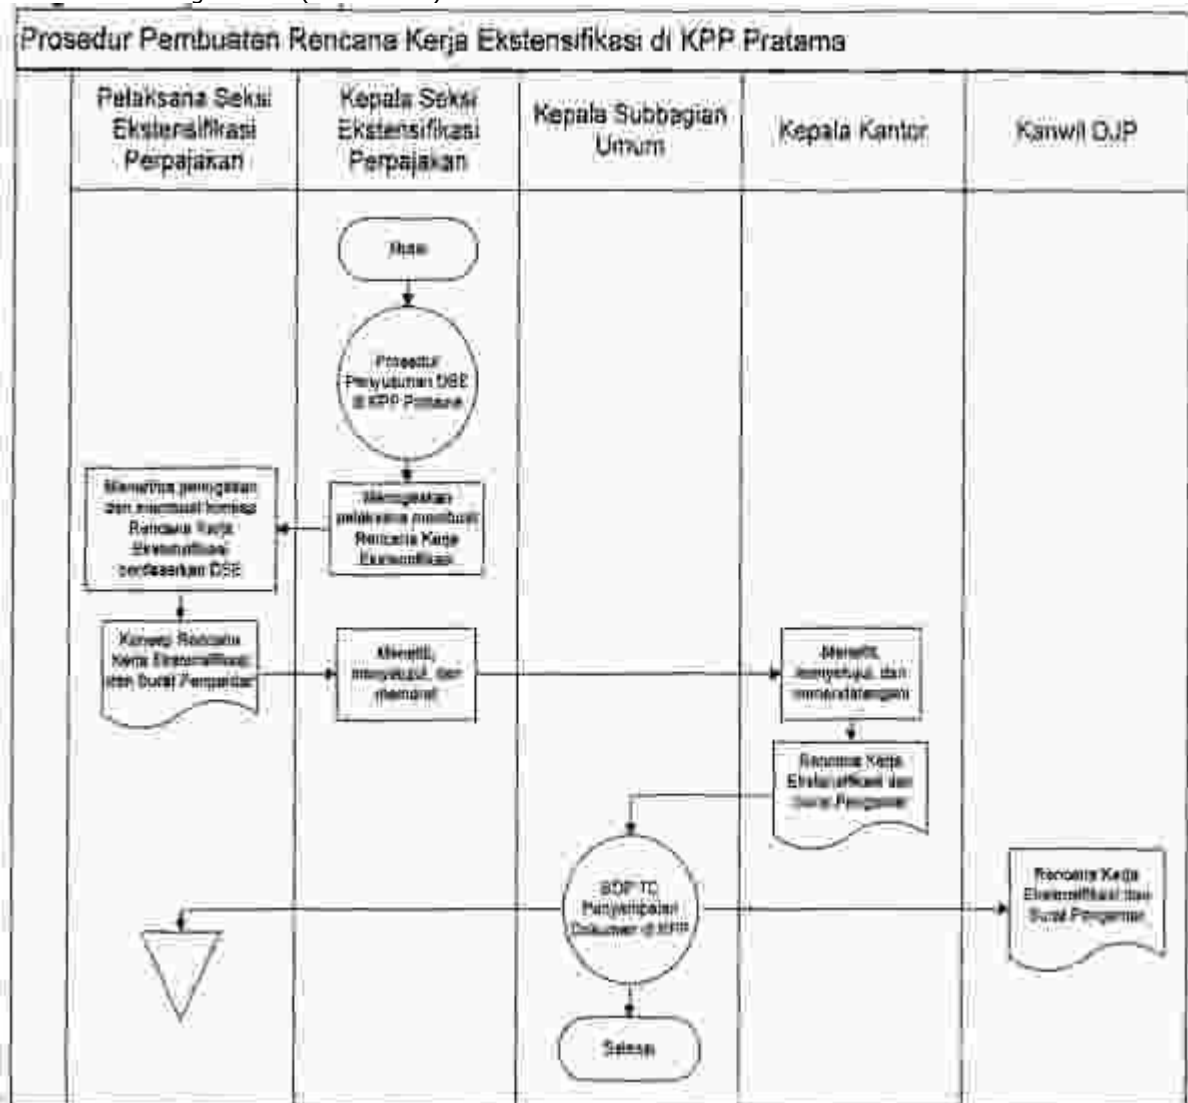 Prosedur Pembuatan Rencana Kerja Ekstensifikasi di KPP Pratama
Pelaksana Seksi
Ekstensifikasi
Perpajakan
Kepala Seksi
Ekstensifikasi
Perpajakan
Kepala Subbagian
Umum
Kepala Kantor
Kanwil DJP
Mulai
Prosedur
Penyusunan DSE
di KPP Pratama
Menerima penugasan
dan membuat konsep
Rencana Kerja
Ekstensifikasi
berdasarkan DSE
Menugaskan
pelaksana membuat
Rencana Kerja
Ekstensifikasi
Konsep Rencana
Kerja Ekstensifikasi
dan Surat Pengantar
Meneliti,
menyetujui, dan
memaraf
Meneliti,
menyetujui, dan
menandatangani
Rencana Kerja
Ekstensifikasi dan
Surat Pengantar
SOP TC
Penyampaian
Dokumen di KPP
Rencana Kerja
Ekstensifikasi dan
Surat Pengantar
Selesai